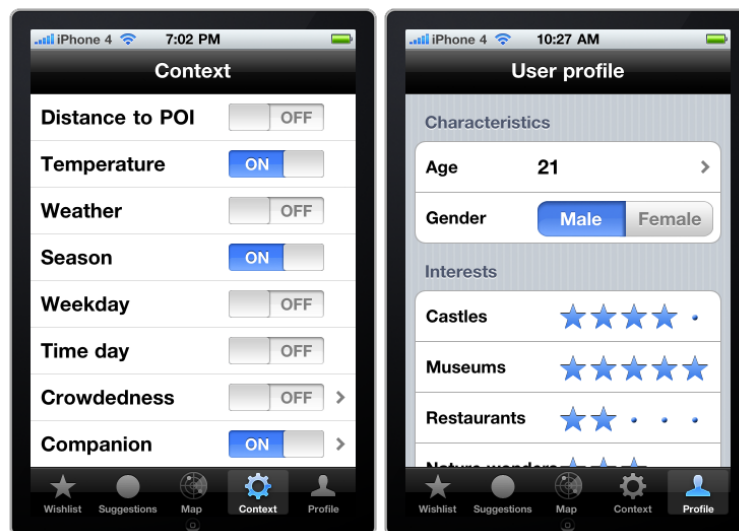 iPhone 4 7:02 PM
Context
Distance to POI OFF
Temperature ON
Weather OFF
Season ON
Weekday OFF
Time day OFF
Crowdedness OFF
Companion ON
Wishlist Suggestions Map Context Profile
iPhone 4 10:27 AM
User profile
Characteristics
Age 21
Gender Male Female
Interests
Castles
Museums
Restaurants
Nature wonders
Wishlist Suggestions Map Context Profile